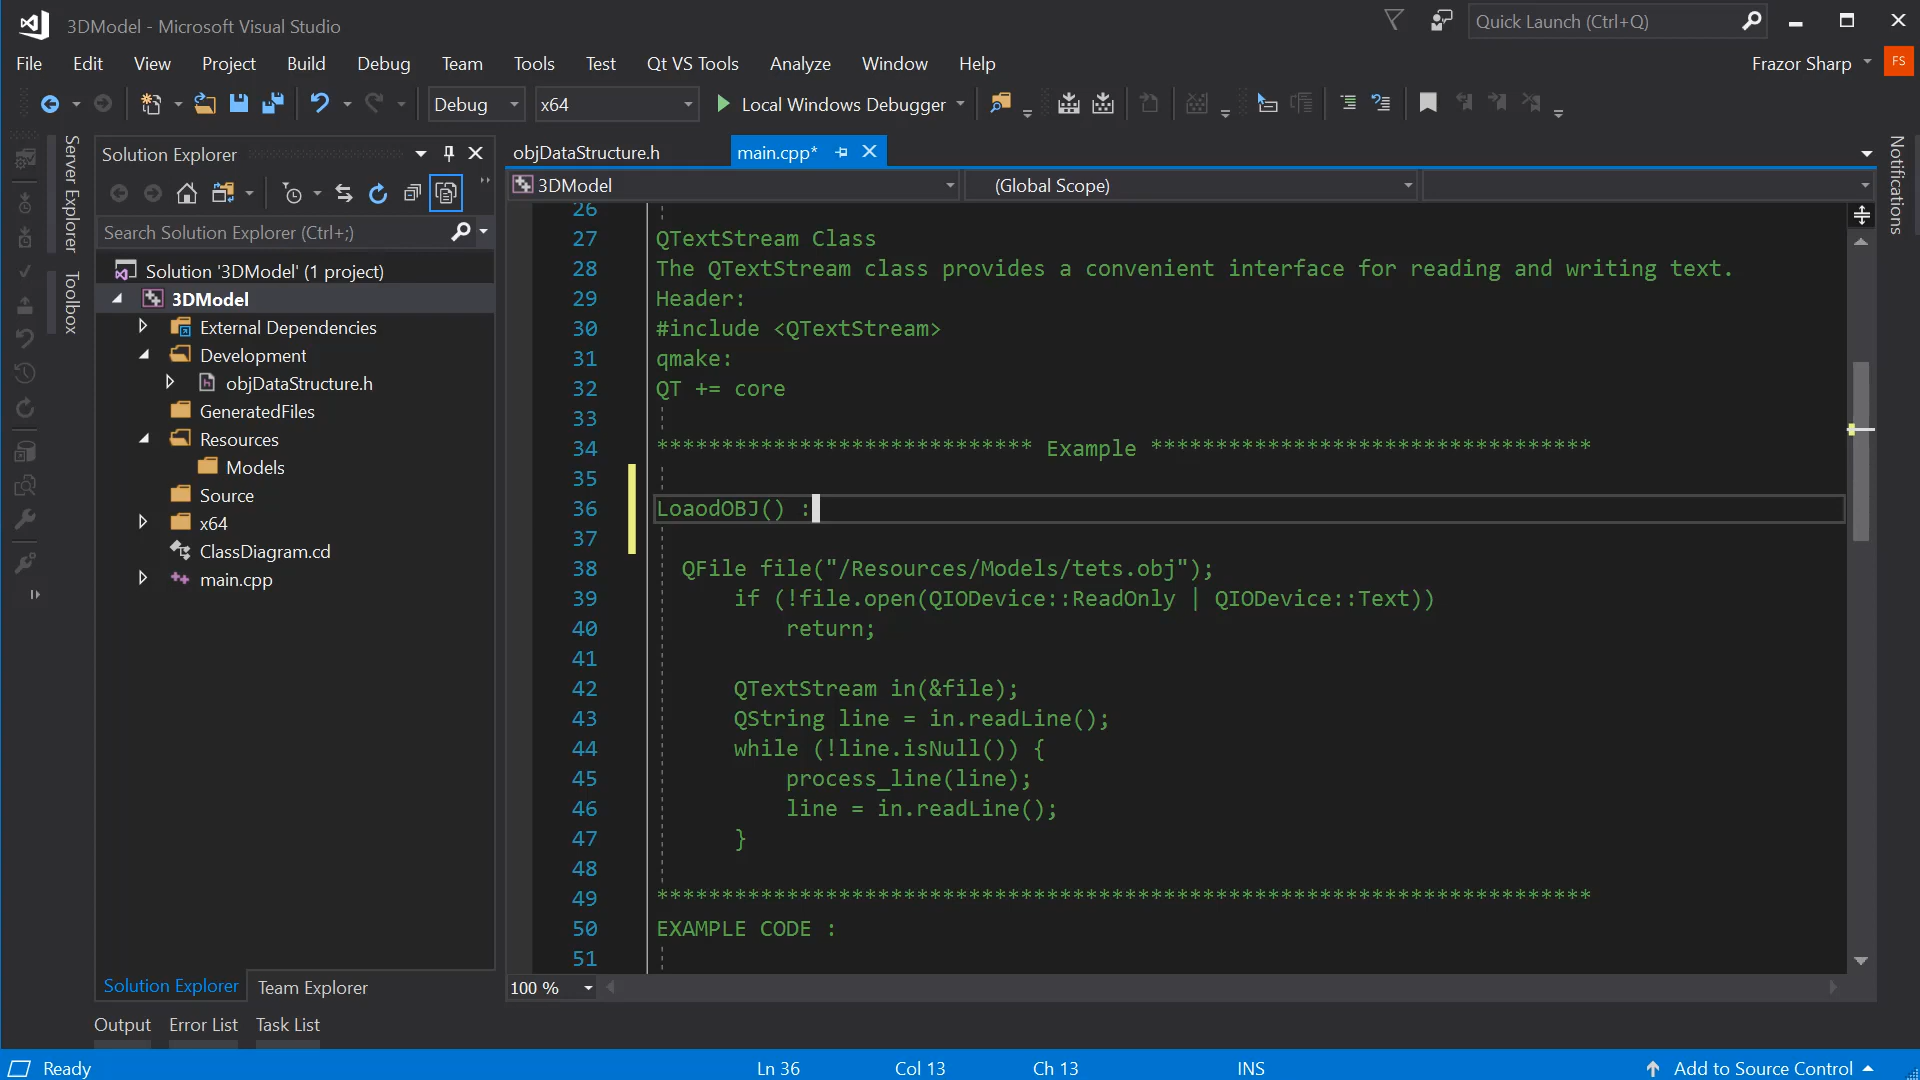 3DModel - Microsoft Visual Studio
Quick Launch (Ctrl+Q)
File Edit View Project Build Debug Team Tools Test Qt VS Tools Analyze Window Help
Frazor Sharp FS
Debug x64 Local Windows Debugger
Server Explorer
Toolbox
Solution Explorer
Search Solution Explorer (Ctrl+;)
Solution '3DModel' (1 project)
3DModel
External Dependencies
Development
objDataStructure.h
GeneratedFiles
Resources
Models
Source
x64
ClassDiagram.cd
main.cpp
Solution Explorer Team Explorer
objDataStructure.h main.cpp*
3DModel (Global Scope)
26
27 QTextStream Class
28 The QTextStream class provides a convenient interface for reading and writing text.
29 Header:
30 #include <QTextStream>
31 qmake:
32 QT += core
33
34 ***************************** Example **********************************
35
36 LoaodOBJ() :
37
38 QFile file("/Resources/Models/tets.obj");
39 if (!file.open(QIODevice::ReadOnly | QIODevice::Text))
40 return;
41
42 QTextStream in(&file);
43 QString line = in.readLine();
44 while (!line.isNull()) {
45 process_line(line);
46 line = in.readLine();
47 }
48
49 ************************************************************************
50 EXAMPLE CODE :
51
100 %
Notifications
Output Error List Task List
Ready Ln 36 Col 13 Ch 13 INS Add to Source Control